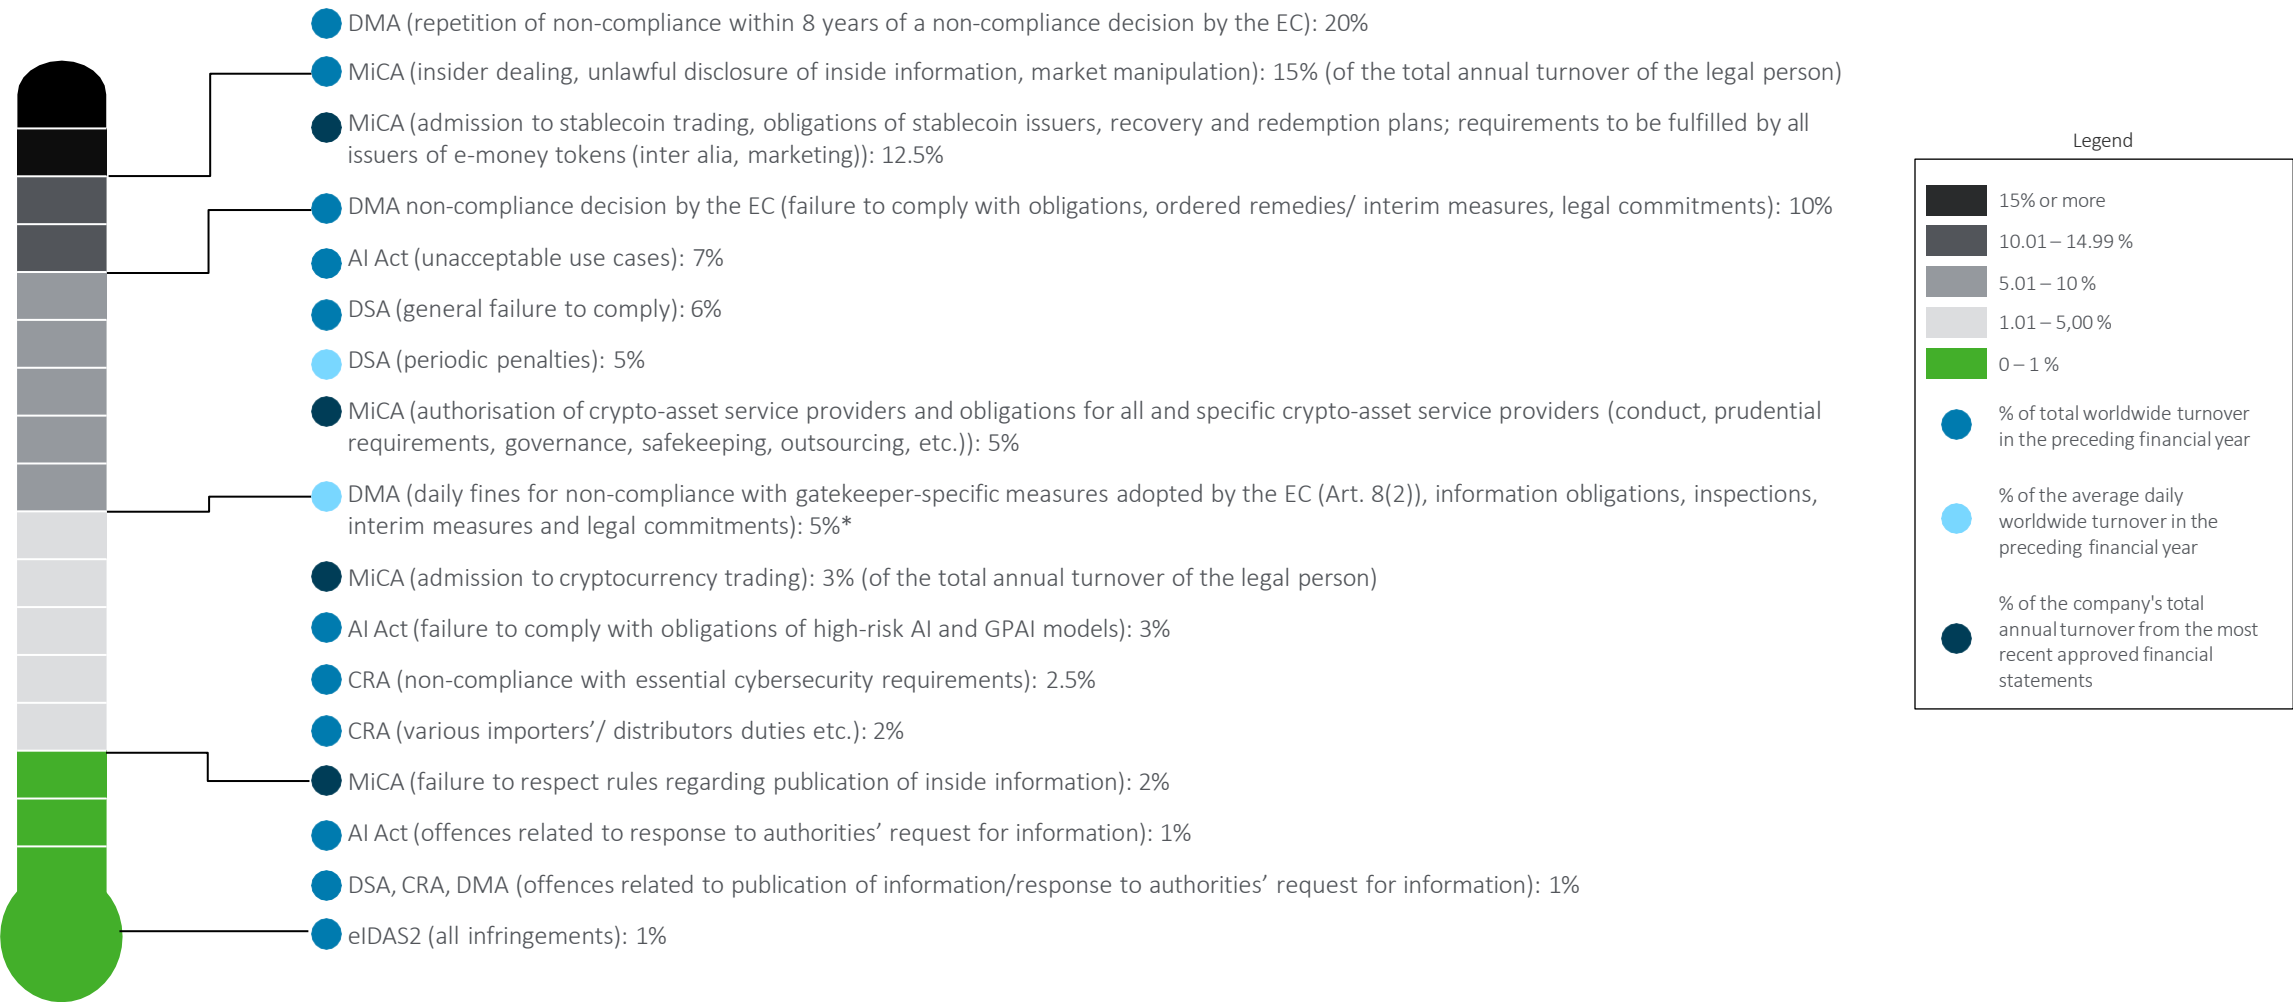 DMA (repetition of non-compliance within 8 years of a non-compliance decision by the EC): 20%
MiCA (insider dealing, unlawful disclosure of inside information, market manipulation): 15% (of the total annual turnover of the legal person)
MiCA (admission to stablecoin trading, obligations of stablecoin issuers, recovery and redemption plans; requirements to be fulfilled by all
issuers of e-money tokens (inter alia, marketing)): 12.5%
DMA non-compliance decision by the EC (failure to comply with obligations, ordered remedies/ interim measures, legal commitments): 10%
AI Act (unacceptable use cases): 7%
DSA (general failure to comply): 6%
DSA (periodic penalties): 5%
MiCA (authorisation of crypto-asset service providers and obligations for all and specific crypto-asset service providers (conduct, prudential
requirements, governance, safekeeping, outsourcing, etc.)): 5%
DMA (daily fines for non-compliance with gatekeeper-specific measures adopted by the EC (Art. 8(2)), information obligations, inspections,
interim measures and legal commitments): 5%*
MiCA (admission to cryptocurrency trading): 3% (of the total annual turnover of the legal person)
AI Act (failure to comply with obligations of high-risk AI and GPAI models): 3%
CRA (non-compliance with essential cybersecurity requirements): 2.5%
CRA (various importers’/ distributors duties etc.): 2%
MiCA (failure to respect rules regarding publication of inside information): 2%
AI Act (offences related to response to authorities’ request for information): 1%
DSA, CRA, DMA (offences related to publication of information/response to authorities’ request for information): 1%
eIDAS2 (all infringements): 1%
Legend
15% or more
10.01 – 14.99 %
5.01 – 10 %
1.01 – 5,00 %
0 – 1 %
% of total worldwide turnover
in the preceding financial year
% of the average daily
worldwide turnover in the
preceding financial year
% of the company's total
annual turnover from the most
recent approved financial
statements